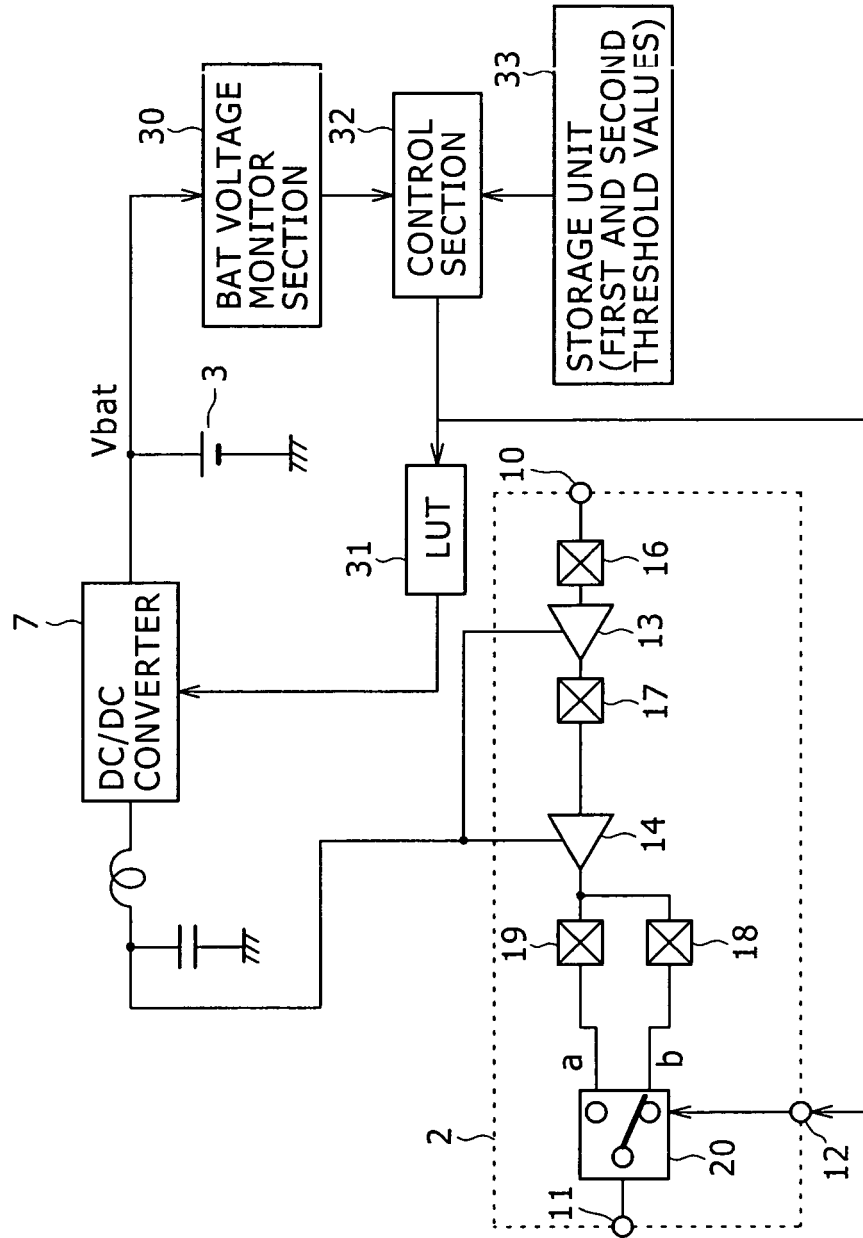 7
DC/DC
CONVERTER
Vbat
3
30
BAT VOLTAGE
MONITOR
SECTION
32
CONTROL
SECTION
33
STORAGE UNIT
(FIRST AND SECOND
THRESHOLD VALUES)
31
LUT
2
11
20
12
a
b
19
18
14
17
13
16
10